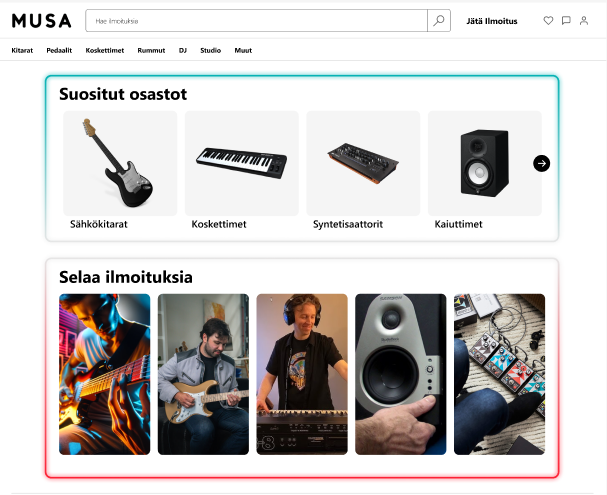 MUSA
Hae ilmoituksia
Jätä Ilmoitus
Kitarat Pedaalit Koskettimet Rummut DJ Studio Muut
Suositut osastot
Sähkökitarat Koskettimet Syntetisaattorit Kaiuttimet
Selaa ilmoituksia